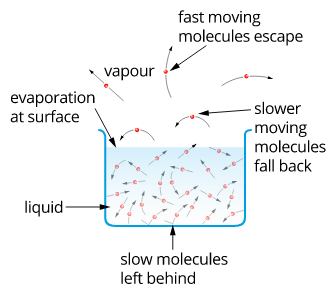 fast moving
molecules escape
vapour
evaporation
at surface
slower
moving
molecules
fall back
liquid
slow molecules
left behind